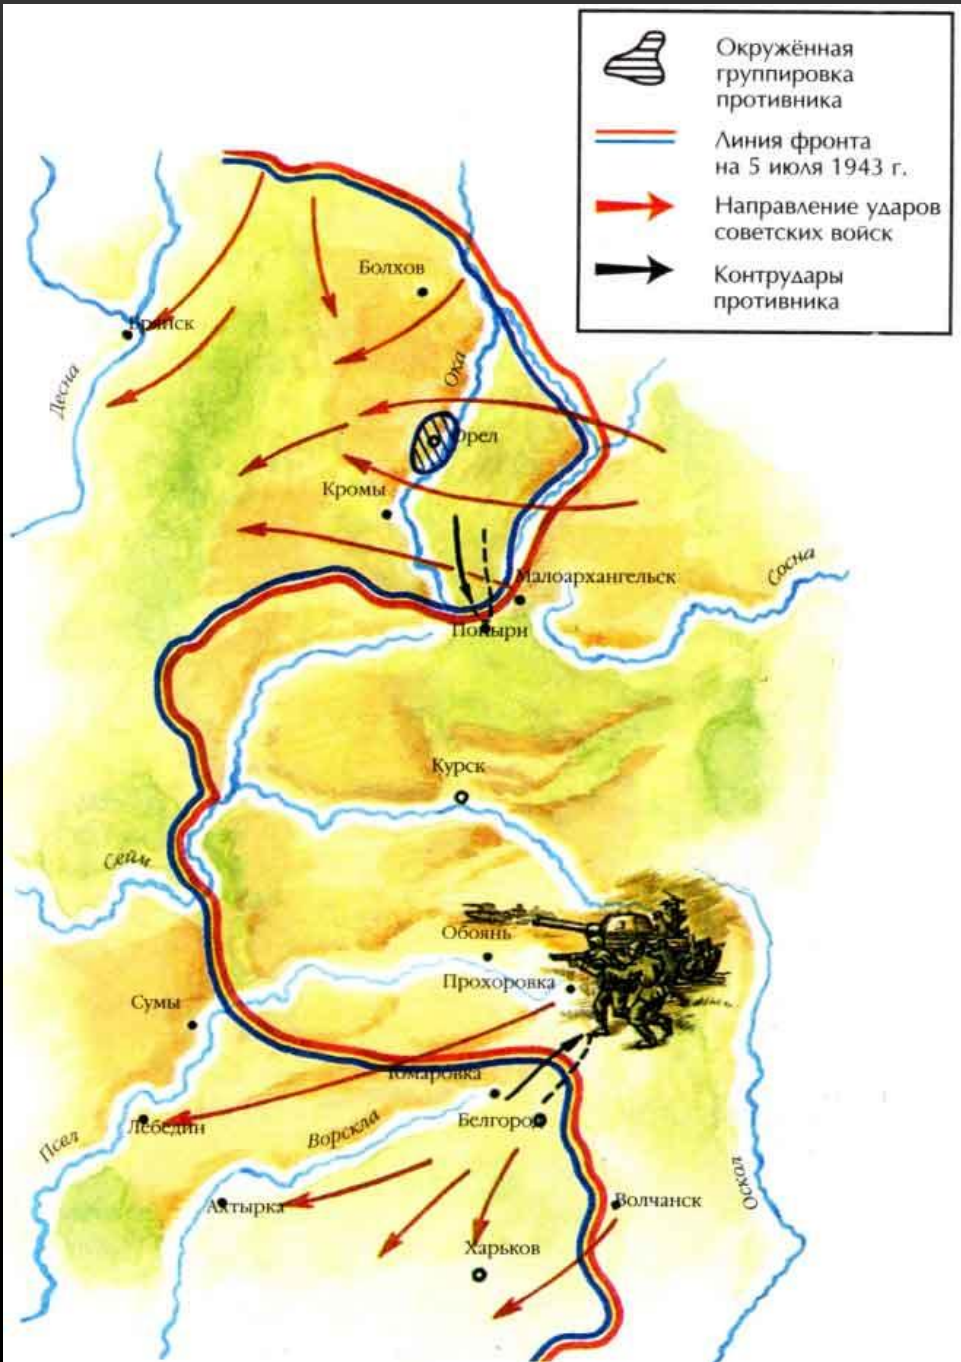 Окружённая
группировка
противника
Линия фронта
на 5 июля 1943 г.
Направление ударов
советских войск
Контрудары
противника
Болхов
Брянск
Десна
Ока
Орел
Кромы
Малоархангельск
Сосна
Поныри
Курск
Сейм
Обоянь
Прохоровка
Сумы
Томаровка
Лебедин
Белгород
Псел
Ворскла
Оскол
Ахтырка
Волчанск
Харьков